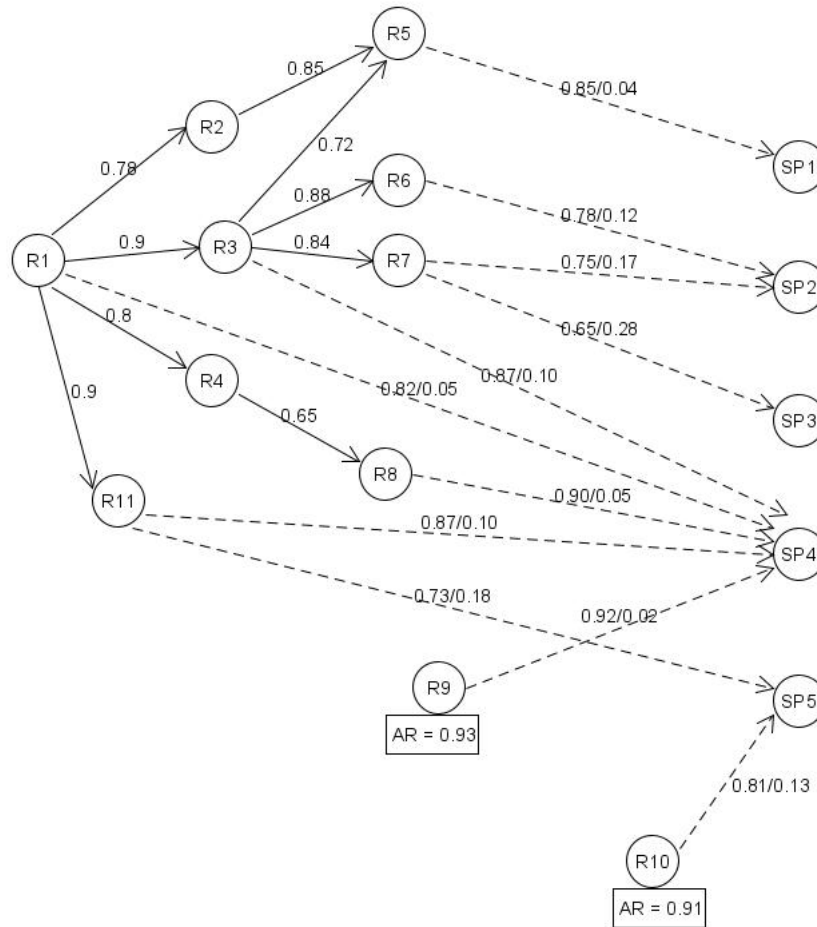 R5
0.85
0.85/0.04
R2
0.72
SP1
0.78
R6
0.88
0.78/0.12
R1
0.9
R3
0.84
R7
0.75/0.17
SP2
0.8
0.65/0.28
0.9
R4
0.82/0.05
0.87/0.10
0.65
SP3
R8
R11
0.90/0.05
0.87/0.10
SP4
0.73/0.18
0.92/0.02
R9
SP5
AR = 0.93
0.81/0.13
R10
AR = 0.91